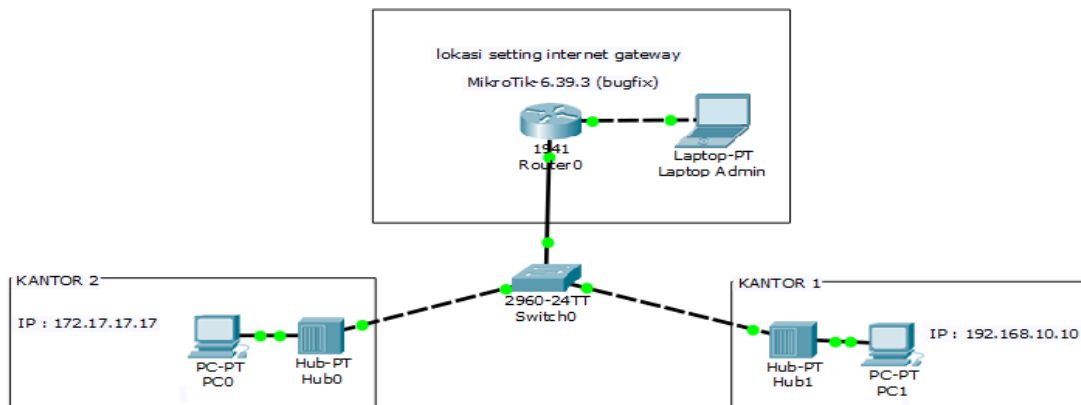 lokasi setting internet gateway
MikroTik-6.39.3 (bugfix)
1941
Router0
Laptop-PT
Laptop Admin
2960-24TT
Switch0
KANTOR 2
IP : 172.17.17.17
PC-PT
PC0
Hub-PT
Hub0
KANTOR 1
IP : 192.168.10.10
Hub-PT
Hub1
PC-PT
PC1